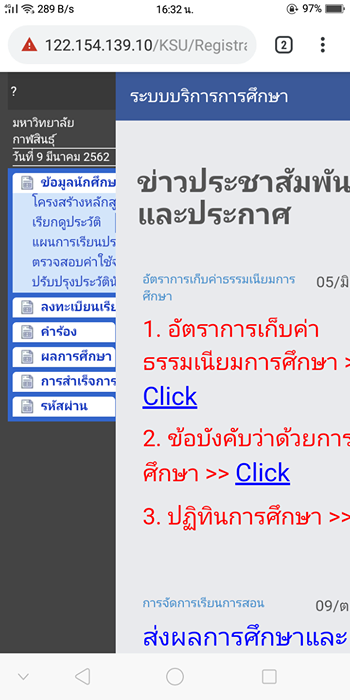 289 B/s
16:32 น.
97%
122.154.139.10/KSU/Registra
2
?
ระบบบริการการศึกษา
มหาวิทยาลัย
กาฬสินธุ์
วันที่ 9 มีนาคม 2562
ข้อมูลนักศึกษ
โครงสร้างหลักสู
เรียกดูประวัติ
แผนการเรียนปร
ตรวจสอบค่าใช้จ
ปรับปรุงประวัติน
ลงทะเบียนเรีย
คำร้อง
ผลการศึกษา
การสำเร็จการ
รหัสผ่าน
ข่าวประชาสัมพัน
และประกาศ
อัตราการเก็บค่าธรรมเนียมการ
ศึกษา
05/มิ
1. อัตราการเก็บค่า
ธรรมเนียมการศึกษา >
Click
2. ข้อบังคับว่าด้วยการ
ศึกษา >> Click
3. ปฏิทินการศึกษา >>
การจัดการเรียนการสอน
09/ต
ส่งผลการศึกษาและ